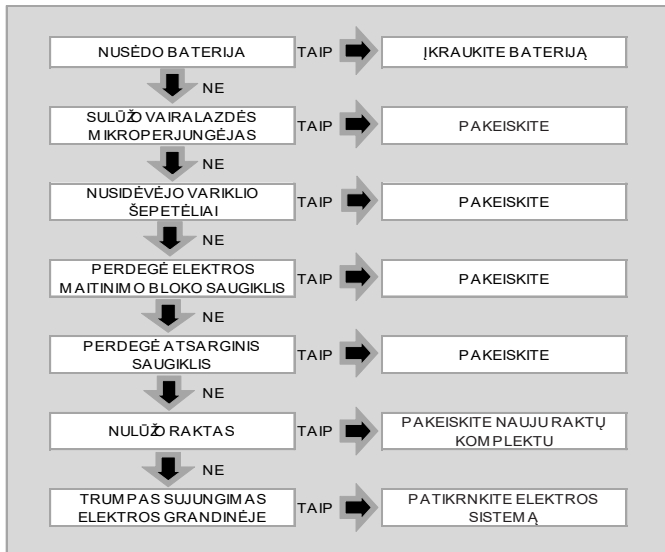 NUSĖDO BATERIJA TAIP ĮKRAUKITE BATERIJĄ
NE
SULŪŽO VAIRALAZDĖS
MIKROPERJUNGĖJAS TAIP PAKEISKITE
NE
NUSIDĖVĖJO VARIKLIO
ŠEPETĖLIAI TAIP PAKEISKITE
NE
PERDEGĖ ELEKTROS
MAITINIMO BLOKO SAUGIKLIS TAIP PAKEISKITE
NE
PERDEGĖ ATSARGINIS
SAUGIKLIS TAIP PAKEISKITE
NE
NULŪŽO RAKTAS TAIP PAKEISKITE NAUJU RAKTŲ
KOMPLEKTU
NE
TRUMPAS SUJUNGIMAS
ELEKTROS GRANDINĖJE TAIP PATIKRNKITE ELEKTROS
SISTEMĄ